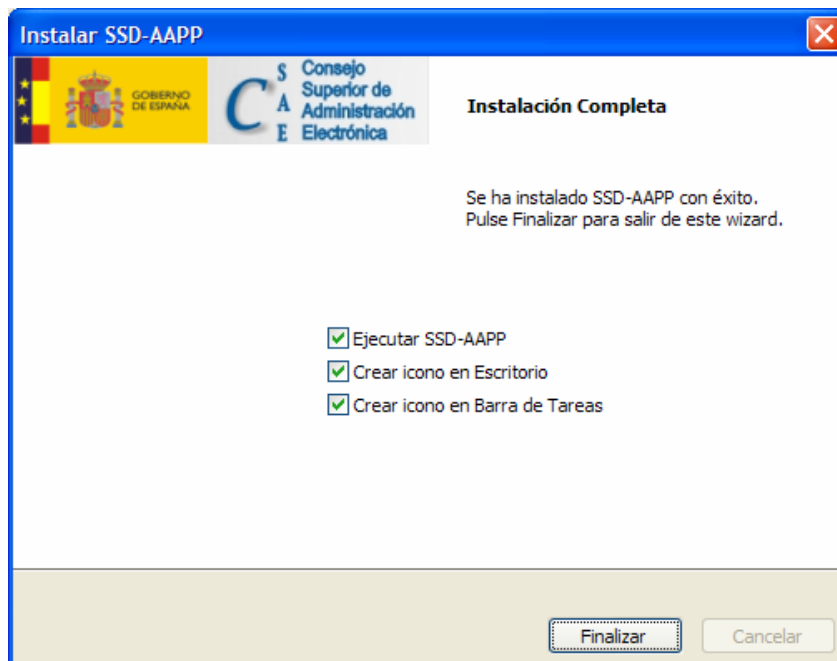 Instalar SSD-AAPP
GOBIERNO
DE ESPAÑA
C
S
A
E
Consejo
Superior de
Administración
Electrónica
Instalación Completa
Se ha instalado SSD-AAPP con éxito.
Pulse Finalizar para salir de este wizard.
Ejecutar SSD-AAPP
Crear icono en Escritorio
Crear icono en Barra de Tareas
Finalizar
Cancelar